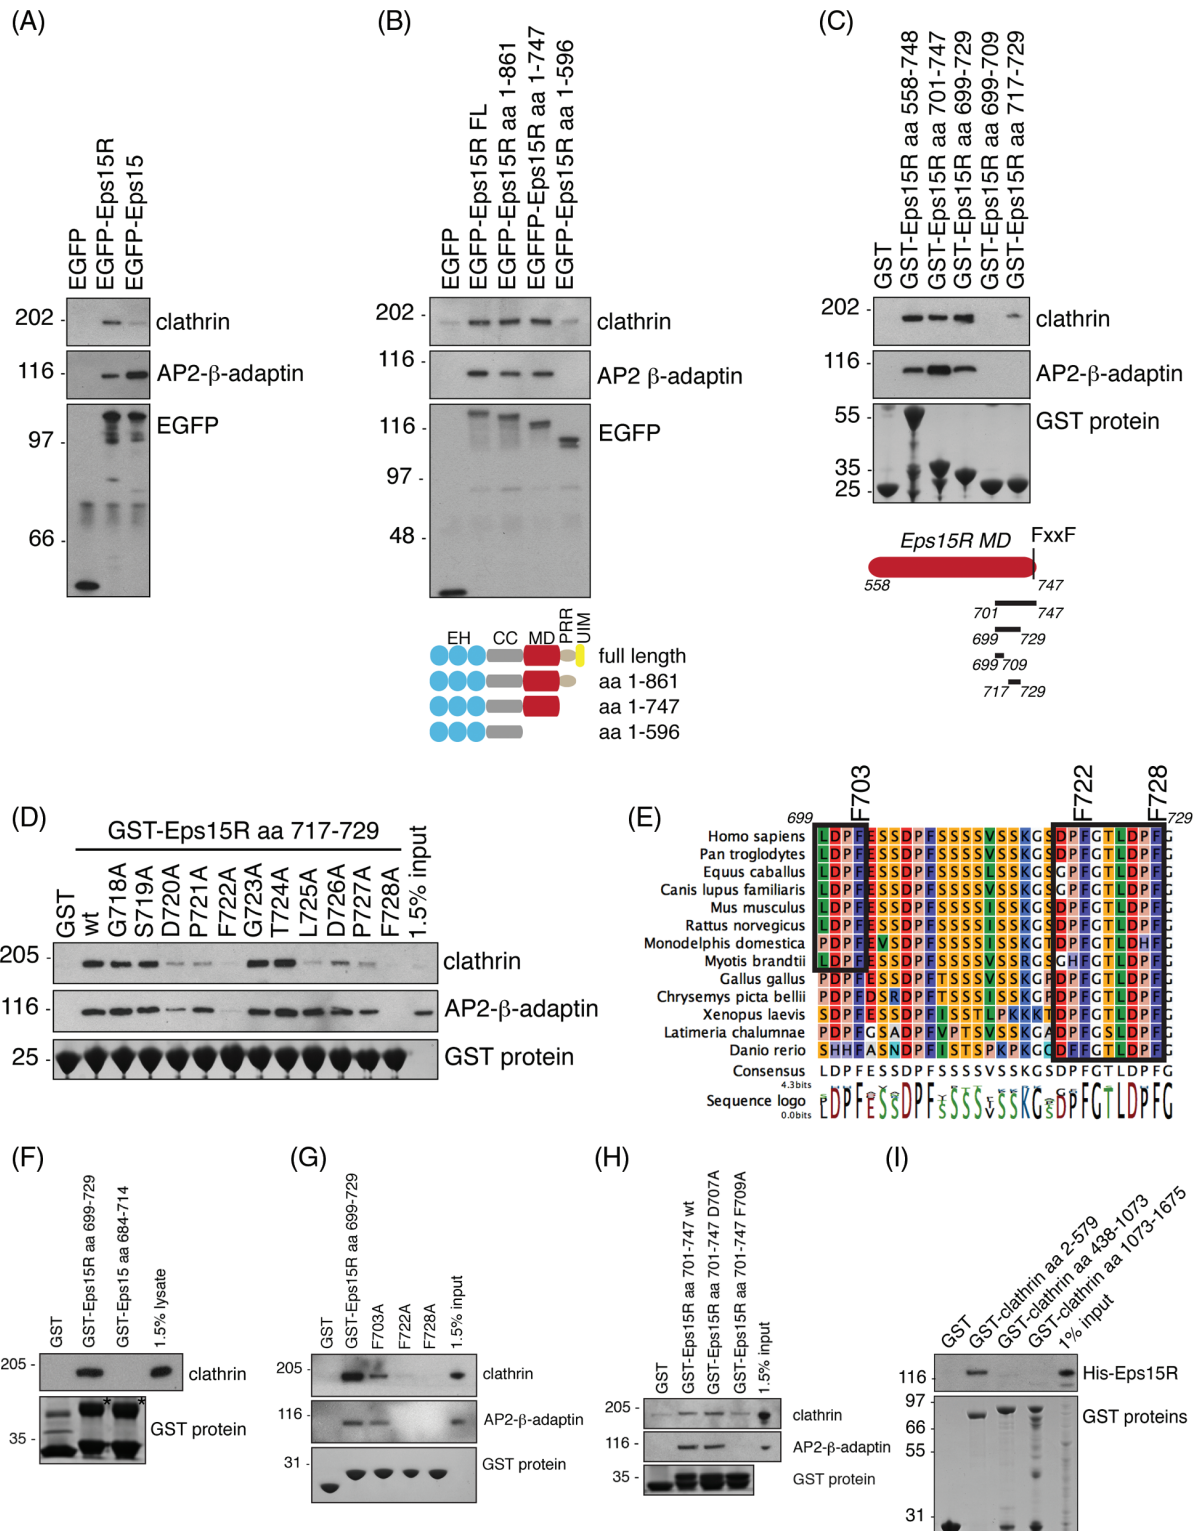 (A)
EGFP
EGFP-Eps15R
EGFP-Eps15
202
clathrin
116
AP2-β-adaptin
97
EGFP
66
(B)
EGFP
EGFP-Eps15R FL
EGFP-Eps15R aa 1-861
EGFFP-Eps15R aa 1-747
EGFP-Eps15R aa 1-596
202
clathrin
116
AP2 β-adaptin
116
EGFP
97
48
EH
CC
MD
PRR
UIM
full length
aa 1-861
aa 1-747
aa 1-596
(C)
GST
GST-Eps15R aa 558-748
GST-Eps15R aa 701-747
GST-Eps15R aa 699-729
GST-Eps15R aa 699-709
GST-Eps15R aa 717-729
202
clathrin
116
AP2-β-adaptin
55
GST protein
35
25
Eps15R MD
FxxF
558
747
701
747
699
729
699
709
717
729
(D)
GST-Eps15R aa 717-729
GST
wt
G718A
S719A
D720A
P721A
F722A
G723A
T724A
L725A
D726A
P727A
F728A
1.5% input
205
clathrin
116
AP2-β-adaptin
25
GST protein
(E)
699
F703
F722
F728
729
Homo sapiens LDPFESSDPFSSSSVSSKGSDPFGTLDPFG
Pan troglodytes LDPFESSDPFSSSSVSSKGSDPFGTLDPFG
Equus caballus LDPFESSDPFSSSSLSSKGSGPFGTLDPFG
Canis lupus familiaris LDPFESSDPFSSSSISSKGSDPFGTLDPFG
Mus musculus LDPFESSDPFSSSSISSKGSDPFGTLDPFG
Rattus norvegicus LDPFESSDPFSSSSISSKGSDPFGTLDPFG
Monodelphis domestica PDPFEVSDPFSSSSISSKGTDPFGTLDHFG
Myotis brandtii LDPFESSDPFSSSSVSSRGSGHFGTLDPFG
Gallus gallus PDPFESSDPFTSSSVSSKGPDPFGTLDPFG
Chrysemys picta bellii PDPFDSRDPFTSSSISSKGPDPFGTLDPFG
Xenopus laevis PDPFESSDPFISSTLPKKKTDPFGSLDPFG
Latimeria chalumnae PDPFGSADPFVPTSVSSKGADPFGSLDPFG
Danio rerio SHHFASNDPFISTSPKPKGCDFFGTLDPFG
Consensus LDPFESSDPFSSSSVSSKGSDPFGTLDPFG
4.3bits
Sequence logo
0.0bits
(F)
GST
GST-Eps15R aa 699-729
GST-Eps15 aa 684-714
1.5% lysate
205
clathrin
* *
GST protein
35
(G)
GST
GST-Eps15R aa 699-729
F703A
F722A
F728A
1.5% input
205
clathrin
116
AP2-β-adaptin
31
GST protein
(H)
GST
GST-Eps15R aa 701-747 wt
GST-Eps15R aa 701-747 D707A
GST-Eps15R aa 701-747 F709A
1.5% input
205
clathrin
116
AP2-β-adaptin
35
GST protein
(I)
GST
GST-clathrin aa 2-579
GST-clathrin aa 438-1073
GST-clathrin aa 1073-1675
1% input
116
His-Eps15R
97
GST proteins
66
55
31